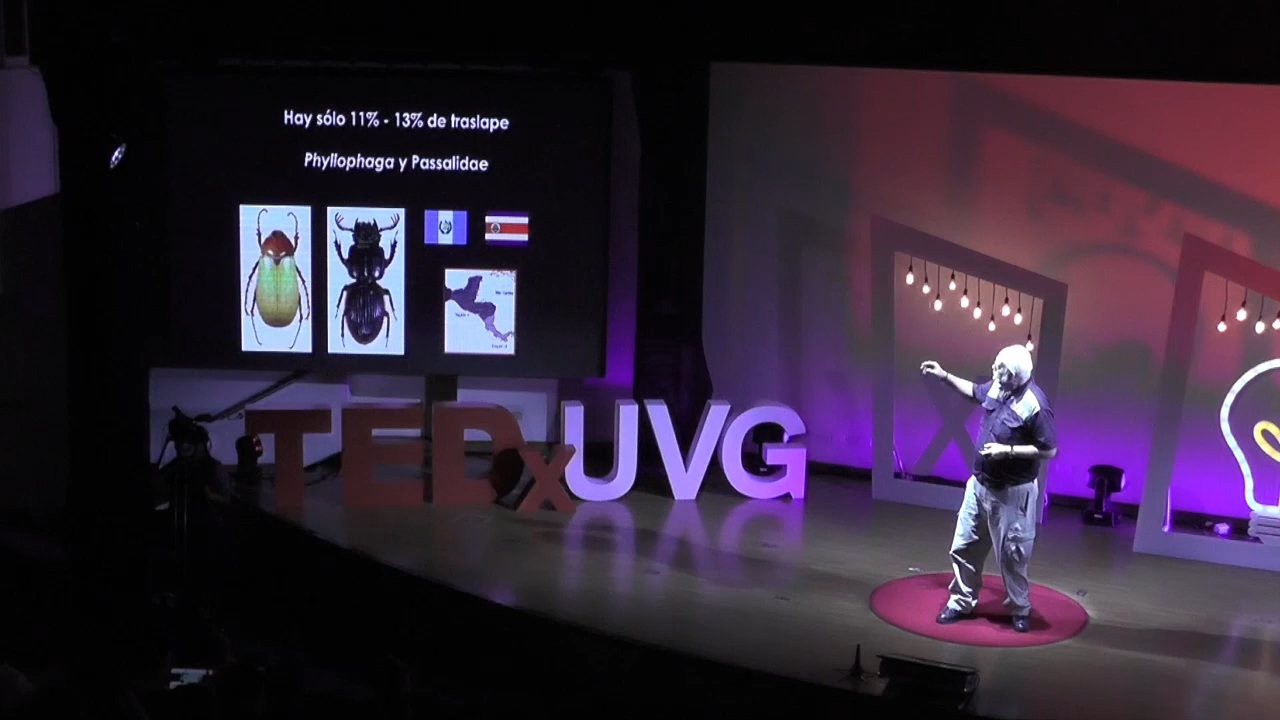 Hay sólo 11% - 13% de traslape
Phyllophaga y Passalidae
TEDxUVG